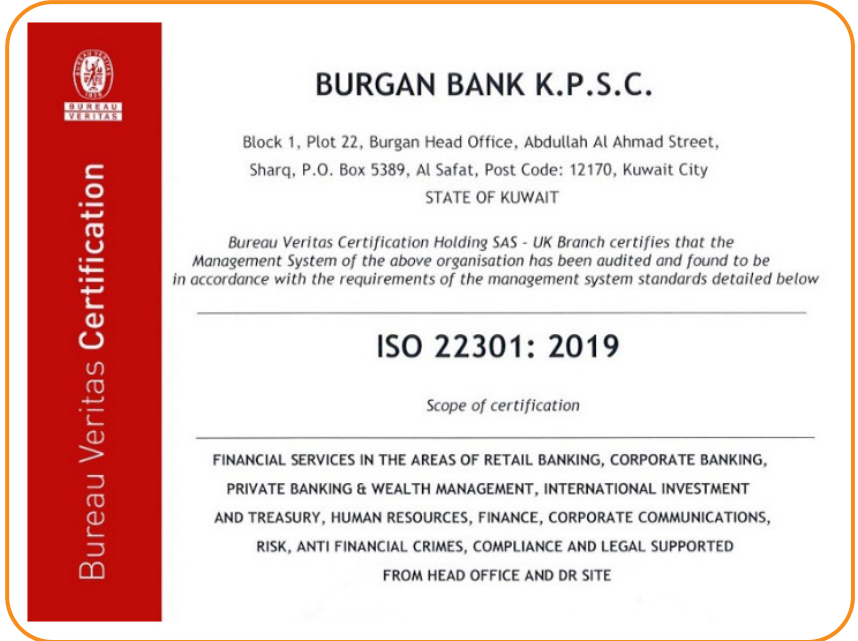 BUREAU
VERITAS
Bureau Veritas Certification
BURGAN BANK K.P.S.C.
Block 1, Plot 22, Burgan Head Office, Abdullah Al Ahmad Street,
Sharq, P.O. Box 5389, Al Safat, Post Code: 12170, Kuwait City
STATE OF KUWAIT
Bureau Veritas Certification Holding SAS - UK Branch certifies that the
Management System of the above organisation has been audited and found to be
in accordance with the requirements of the management system standards detailed below
ISO 22301: 2019
Scope of certification
FINANCIAL SERVICES IN THE AREAS OF RETAIL BANKING, CORPORATE BANKING,
PRIVATE BANKING & WEALTH MANAGEMENT, INTERNATIONAL INVESTMENT
AND TREASURY, HUMAN RESOURCES, FINANCE, CORPORATE COMMUNICATIONS,
RISK, ANTI FINANCIAL CRIMES, COMPLIANCE AND LEGAL SUPPORTED
FROM HEAD OFFICE AND DR SITE